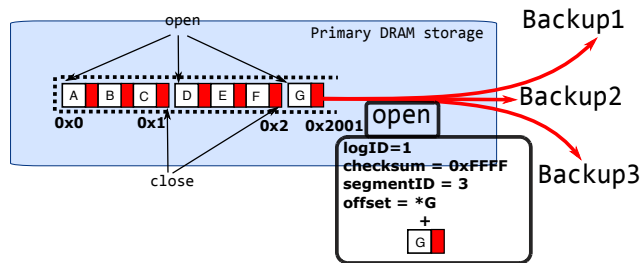 open
Primary DRAM storage
Backup1
A B C D E F G
0x0 0x1 0x2 0x2001
Backup2
open
close
logID=1
checksum = 0xFFFF
segmentID = 3
offset = *G
+
G
Backup3